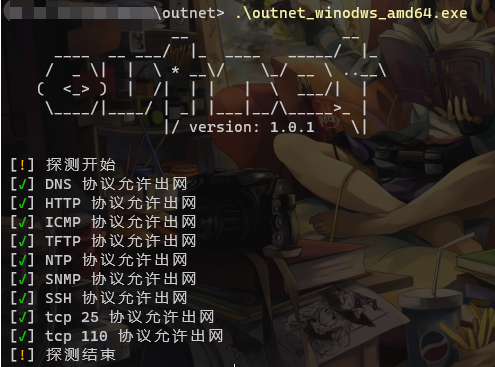 \outnet> .\outnet_winodws_amd64.exe
version: 1.0.1
[!] 探测开始
[✓] DNS 协议允许出网
[✓] HTTP 协议允许出网
[✓] ICMP 协议允许出网
[✓] TFTP 协议允许出网
[✓] NTP 协议允许出网
[✓] SNMP 协议允许出网
[✓] SSH 协议允许出网
[✓] tcp 25 协议允许出网
[✓] tcp 110 协议允许出网
[!] 探测结束